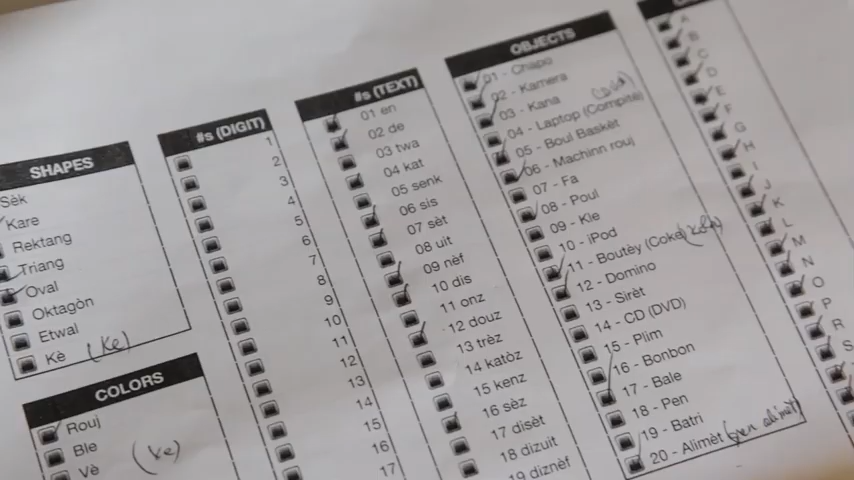 SHAPES
Sèk
Kare
Rektang
Triang
Oval
Oktagòn
Etwal
Kè (Ke)
COLORS
Rouj
Ble
Vè (Ve)
#s (DIGIT)
1
2
3
4
5
6
7
8
9
10
11
12
13
14
15
16
17
#s (TEXT)
01 en
02 de
03 twa
04 kat
05 senk
06 sis
07 sèt
08 uit
09 nèf
10 dis
11 onz
12 douz
13 trèz
14 katòz
15 kenz
16 sèz
17 disèt
18 dizuit
19 diznèf
OBJECTS
01 - Chapo
02 - Kamera
03 - Kana
04 - Laptop (Compitè)
05 - Boul Baskèt
06 - Machinn rouj
07 - Fa
08 - Poul
09 - Kle
10 - iPod
11 - Boutèy (Coke)
12 - Domino
13 - Sirèt
14 - CD (DVD)
15 - Plim
16 - Bonbon
17 - Bale
18 - Pen
19 - Batri
20 - Alimèt
A
B
C
D
E
F
G
H
I
J
K
L
M
N
O
P
R
S